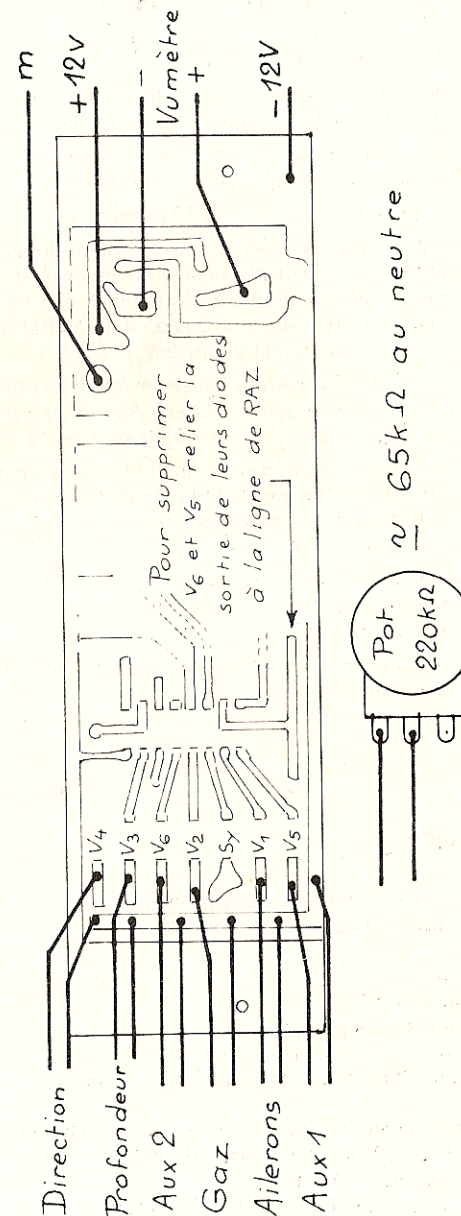 m
+12V
–
Vumètre
+
–12V
Pour supprimer
V6 et V5 relier la
sortie de leurs diodes
à la ligne de RAZ
V4
V3
V6
V2
Sy
V1
V5
Direction
Profondeur
Aux 2
Gaz
Ailerons
Aux 1
Pot.
220kΩ
≃ 65kΩ au neutre